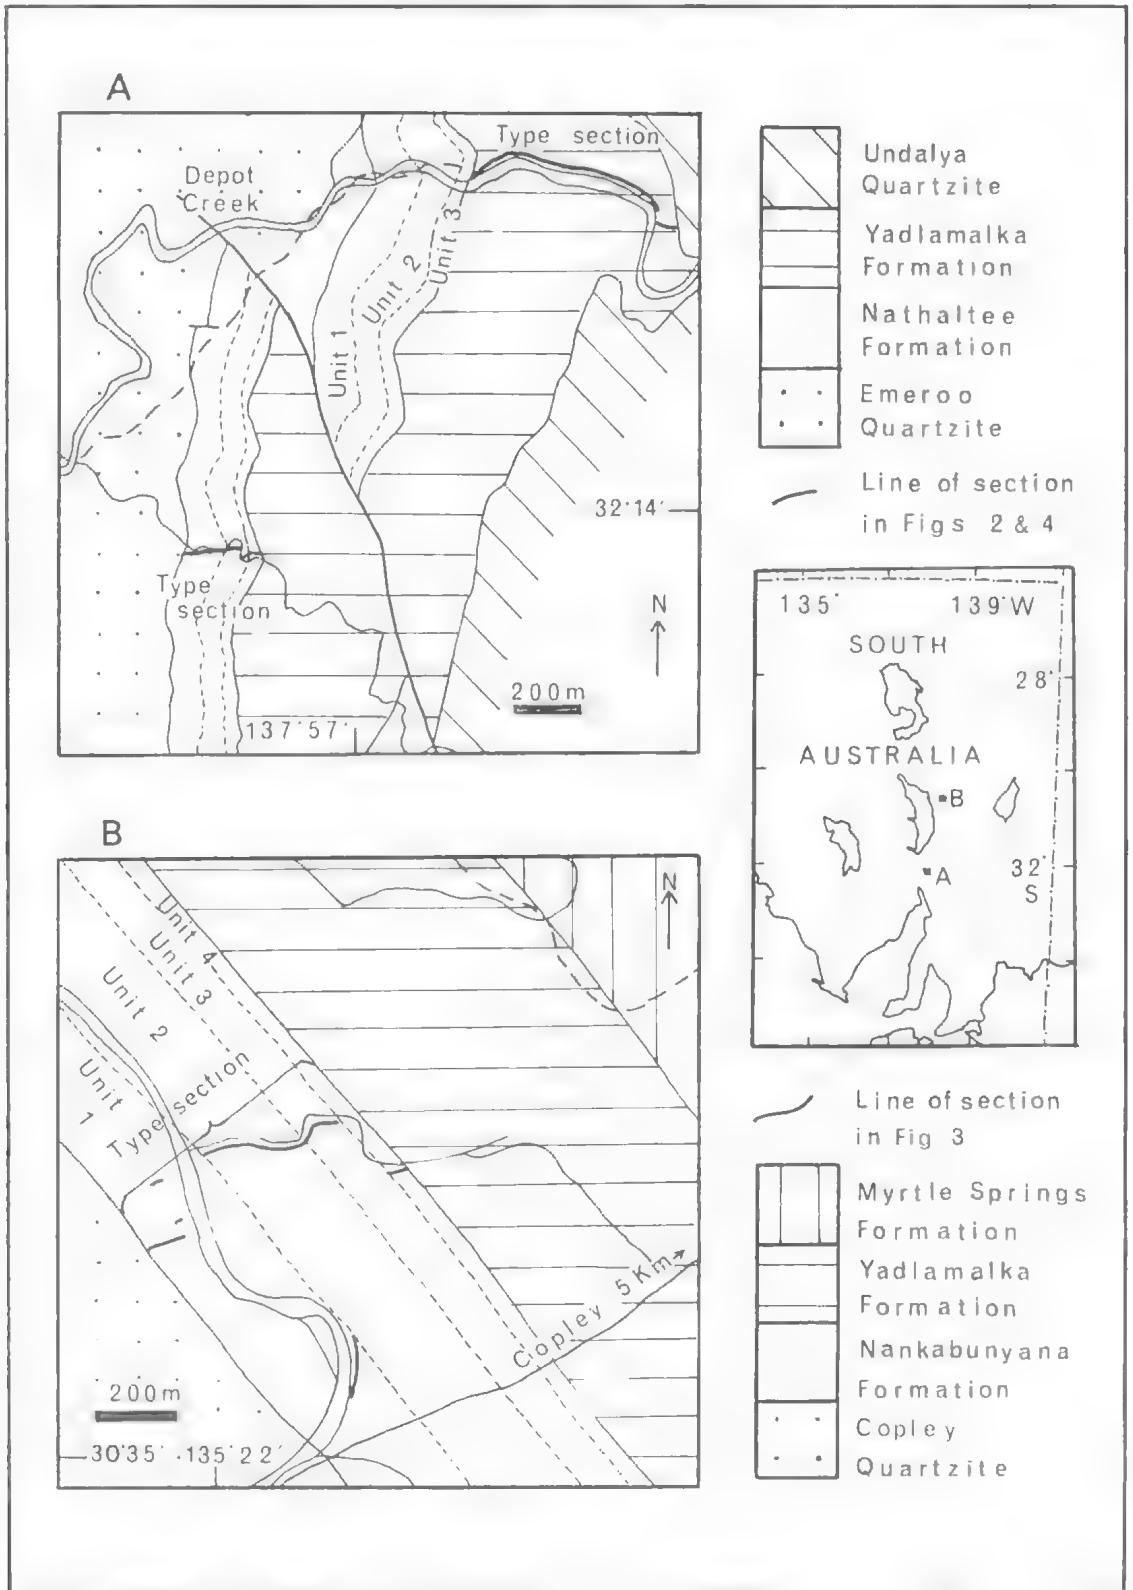 A
Type section
Depot
Creek
Unit 3
Unit 2
Unit 1
32°14'
Type
section
N
200m
137°57'
Undalya
Quartzite
Yadlamalka
Formation
Nathaltee
Formation
Emeroo
Quartzite
Line of section
in Figs 2 & 4
135° 139°W
SOUTH
28°
AUSTRALIA
B
32°
A
S
B
N
Unit 4
Unit 3
Unit 2
Unit 1
Type section
Copley 5Km
200m
30°35' 135°22'
Line of section
in Fig 3
Myrtle Springs
Formation
Yadlamalka
Formation
Nankabunyana
Formation
Copley
Quartzite